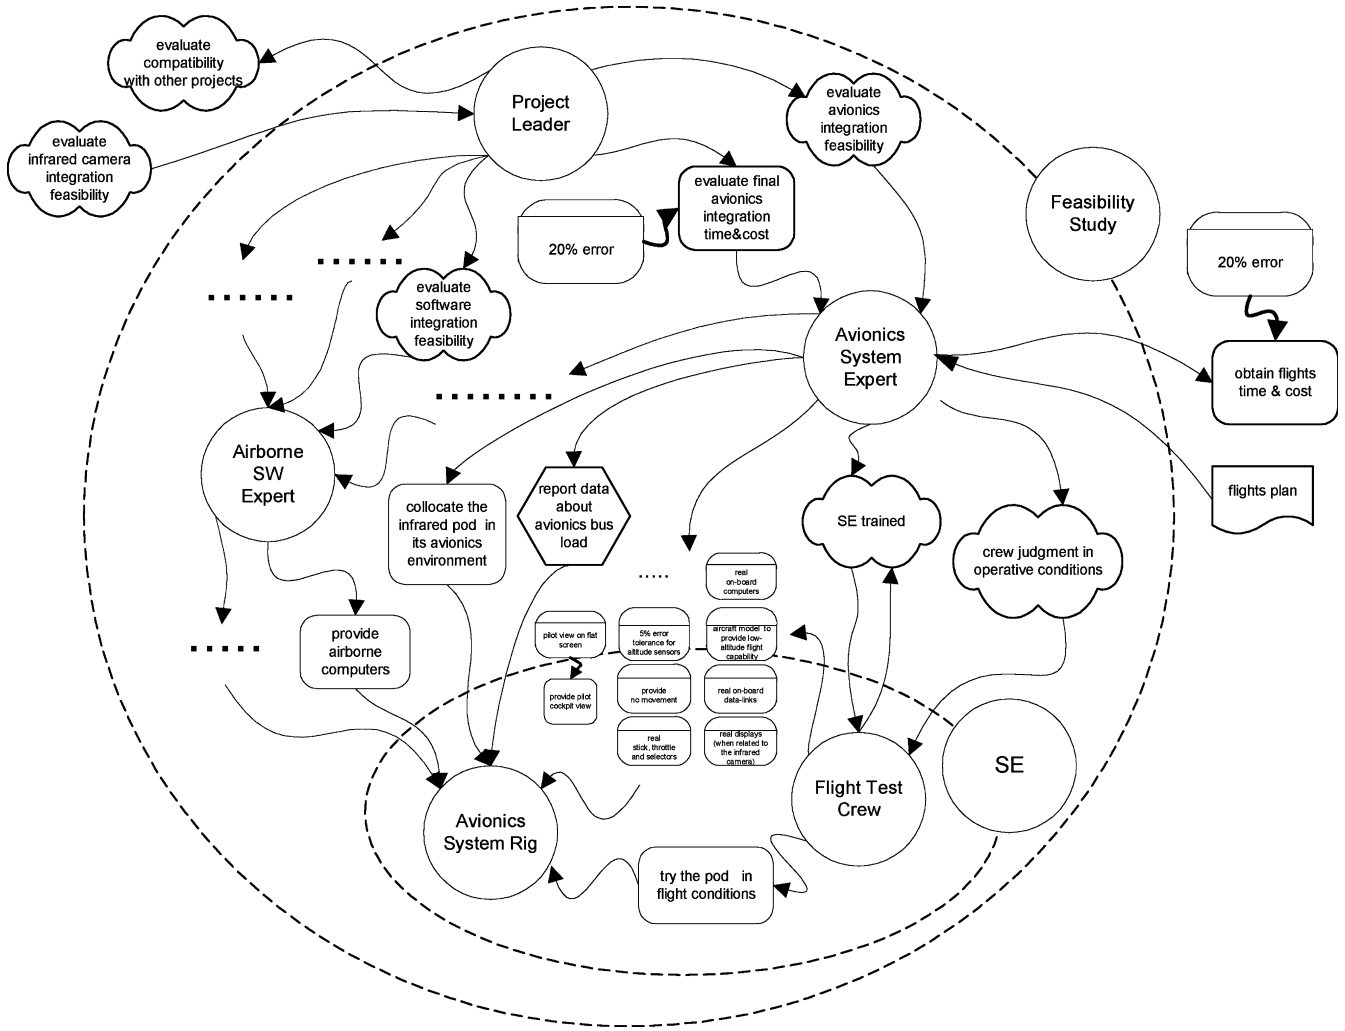 evaluate
compatibility
with other projects
evaluate
infrared camera
integration
feasibility
Project
Leader
evaluate
avionics
integration
feasibility
evaluate final
avionics
integration
time&cost
20% error
Feasibility
Study
20% error
evaluate
software
integration
feasibility
Avionics
System
Expert
obtain flights
time & cost
flights plan
Airborne
SW
Expert
collocate the
infrared pod in
its avionics
environment
report data
about
avionics bus
load
SE trained
crew judgment in
operative conditions
real
on-board
computers
provide
airborne
computers
pilot view on flat
screen
5% error
tolerance for
altitude sensors
aircraft model to
provide low-
altitude flight
capability
provide pilot
cockpit view
provide
no movement
real on-board
data-links
real
stick, throttle
and selectors
real displays
(when related to
the infrared
camera)
SE
Flight Test
Crew
Avionics
System Rig
try the pod in
flight conditions